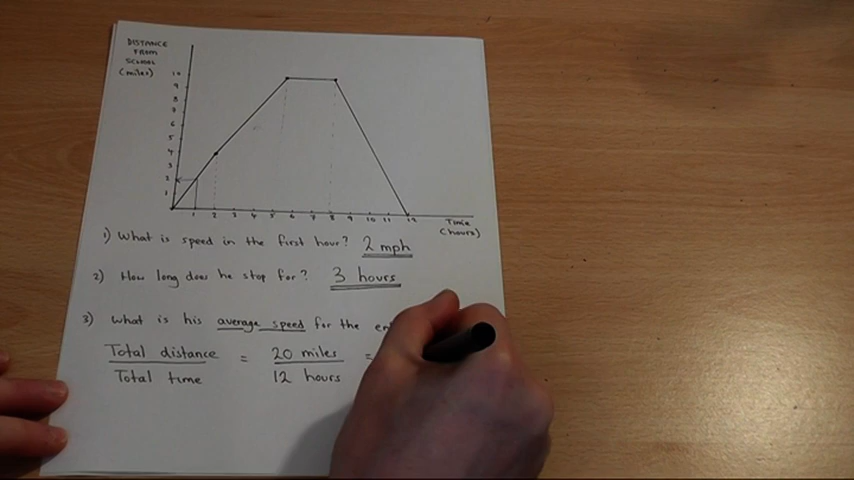 DISTANCE
FROM
SCHOOL
(miles)
10
9
8
7
6
5
4
3
2
1
1 2 3 4 5 6 7 8 9 10 11 12
Time
(hours)
1) What is speed in the first hour? 2 mph
2) How long does he stop for? 3 hours
3) What is his average speed for the
Total distance = 20 miles =
Total time 12 hours